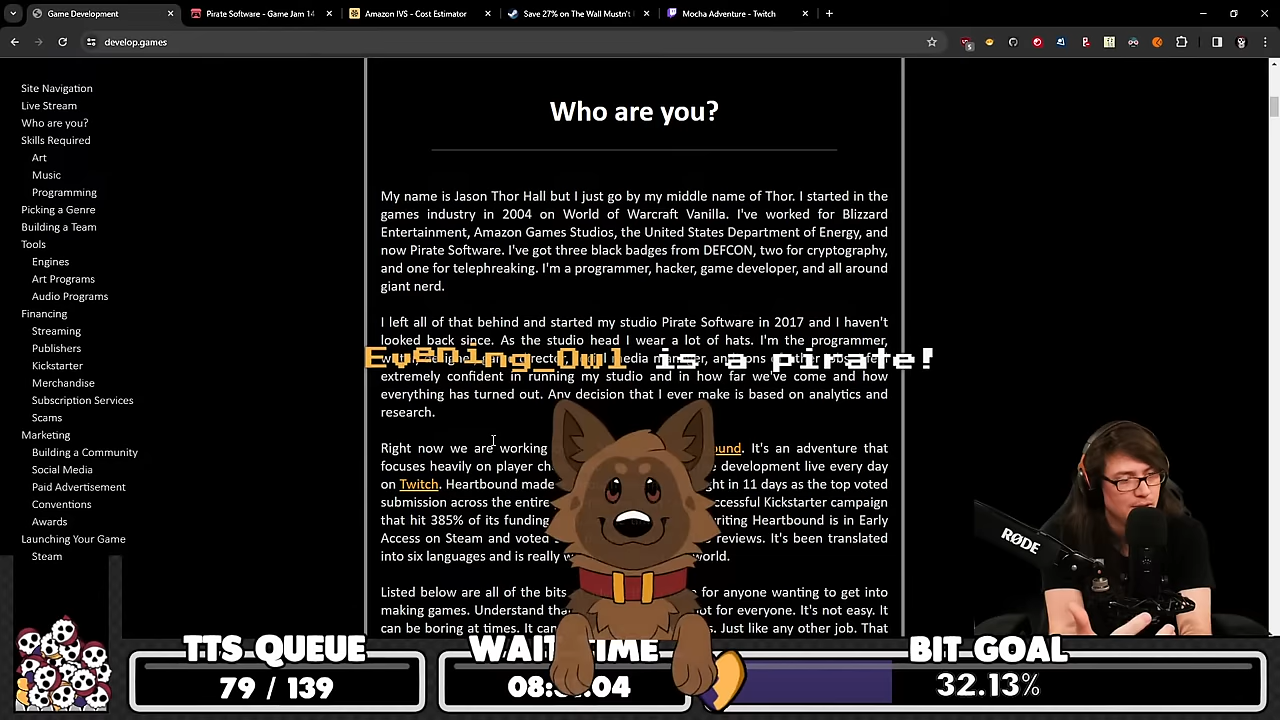 Game Development
Pirate Software - Game Jam 14
Amazon IVS - Cost Estimator
Save 27% on The Wall Mustn't
Mocha Adventure - Twitch
develop.games
Site Navigation
Live Stream
Who are you?
Skills Required
Art
Music
Programming
Picking a Genre
Building a Team
Tools
Engines
Art Programs
Audio Programs
Financing
Streaming
Publishers
Kickstarter
Merchandise
Subscription Services
Scams
Marketing
Building a Community
Social Media
Paid Advertisement
Conventions
Awards
Launching Your Game
Steam
Who are you?
My name is Jason Thor Hall but I just go by my middle name of Thor. I started in the
games industry in 2004 on World of Warcraft Vanilla. I've worked for Blizzard
Entertainment, Amazon Games Studios, the United States Department of Energy, and
now Pirate Software. I've got three black badges from DEFCON, two for cryptography,
and one for telephreaking. I'm a programmer, hacker, game developer, and all around
giant nerd.
I left all of that behind and started my studio Pirate Software in 2017 and I haven't
looked back since. As the studio head I wear a lot of hats. I'm the programmer,
Evening_Owl is a pirate!
extremely confident in running my studio and in how far we've come and how
everything has turned out. Any decision that I ever make is based on analytics and
research.
Right now we are working ound. It's an adventure that
focuses heavily on player development live every day
on Twitch. Heartbound made ght in 11 days as the top voted
submission across the entire ccessful Kickstarter campaign
that hit 385% of its funding riting Heartbound is in Early
Access on Steam and voted reviews. It's been translated
into six languages and is really world.
Listed below are all of the bits for anyone wanting to get into
making games. Understand ot for everyone. It's not easy. It
can be boring at times. It can Just like any other job. That
RØDE
TTS QUEUE
79 / 139
WAIT TIME
08: :04
BIT GOAL
32.13%